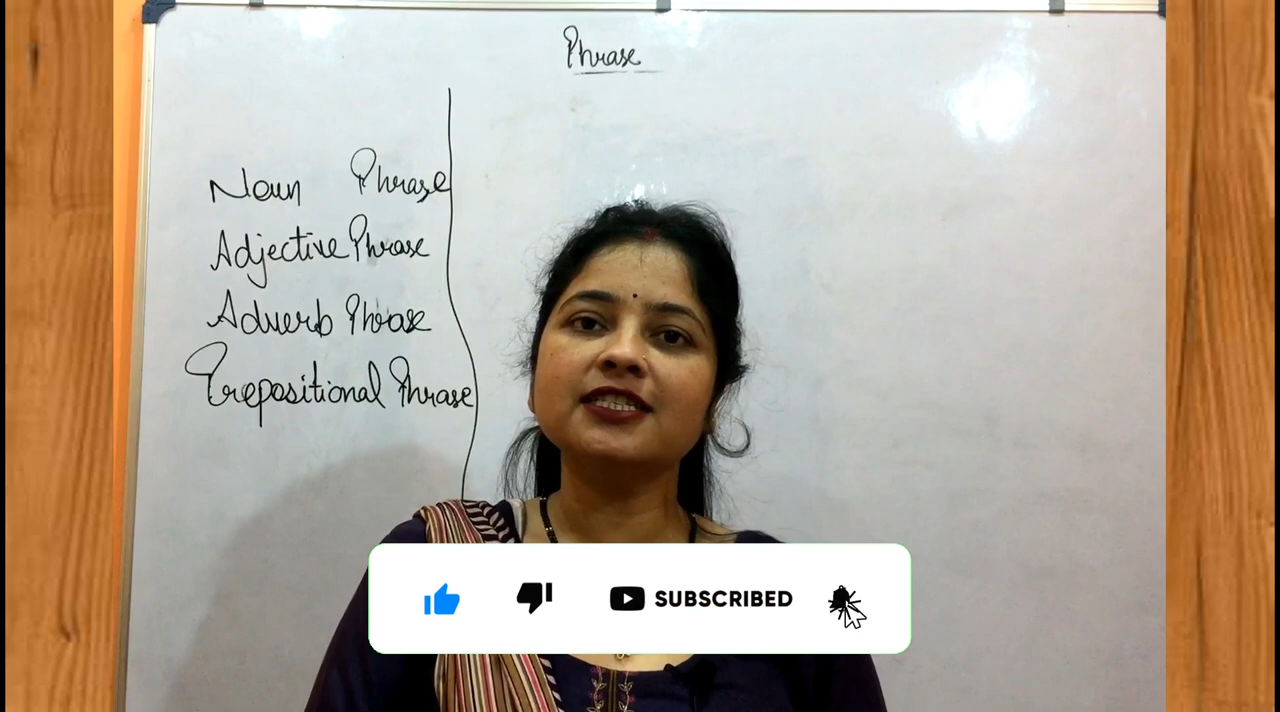 Phrase
Noun Phrase
Adjective Phrase
Adverb Phrase
Prepositional Phrase
SUBSCRIBED